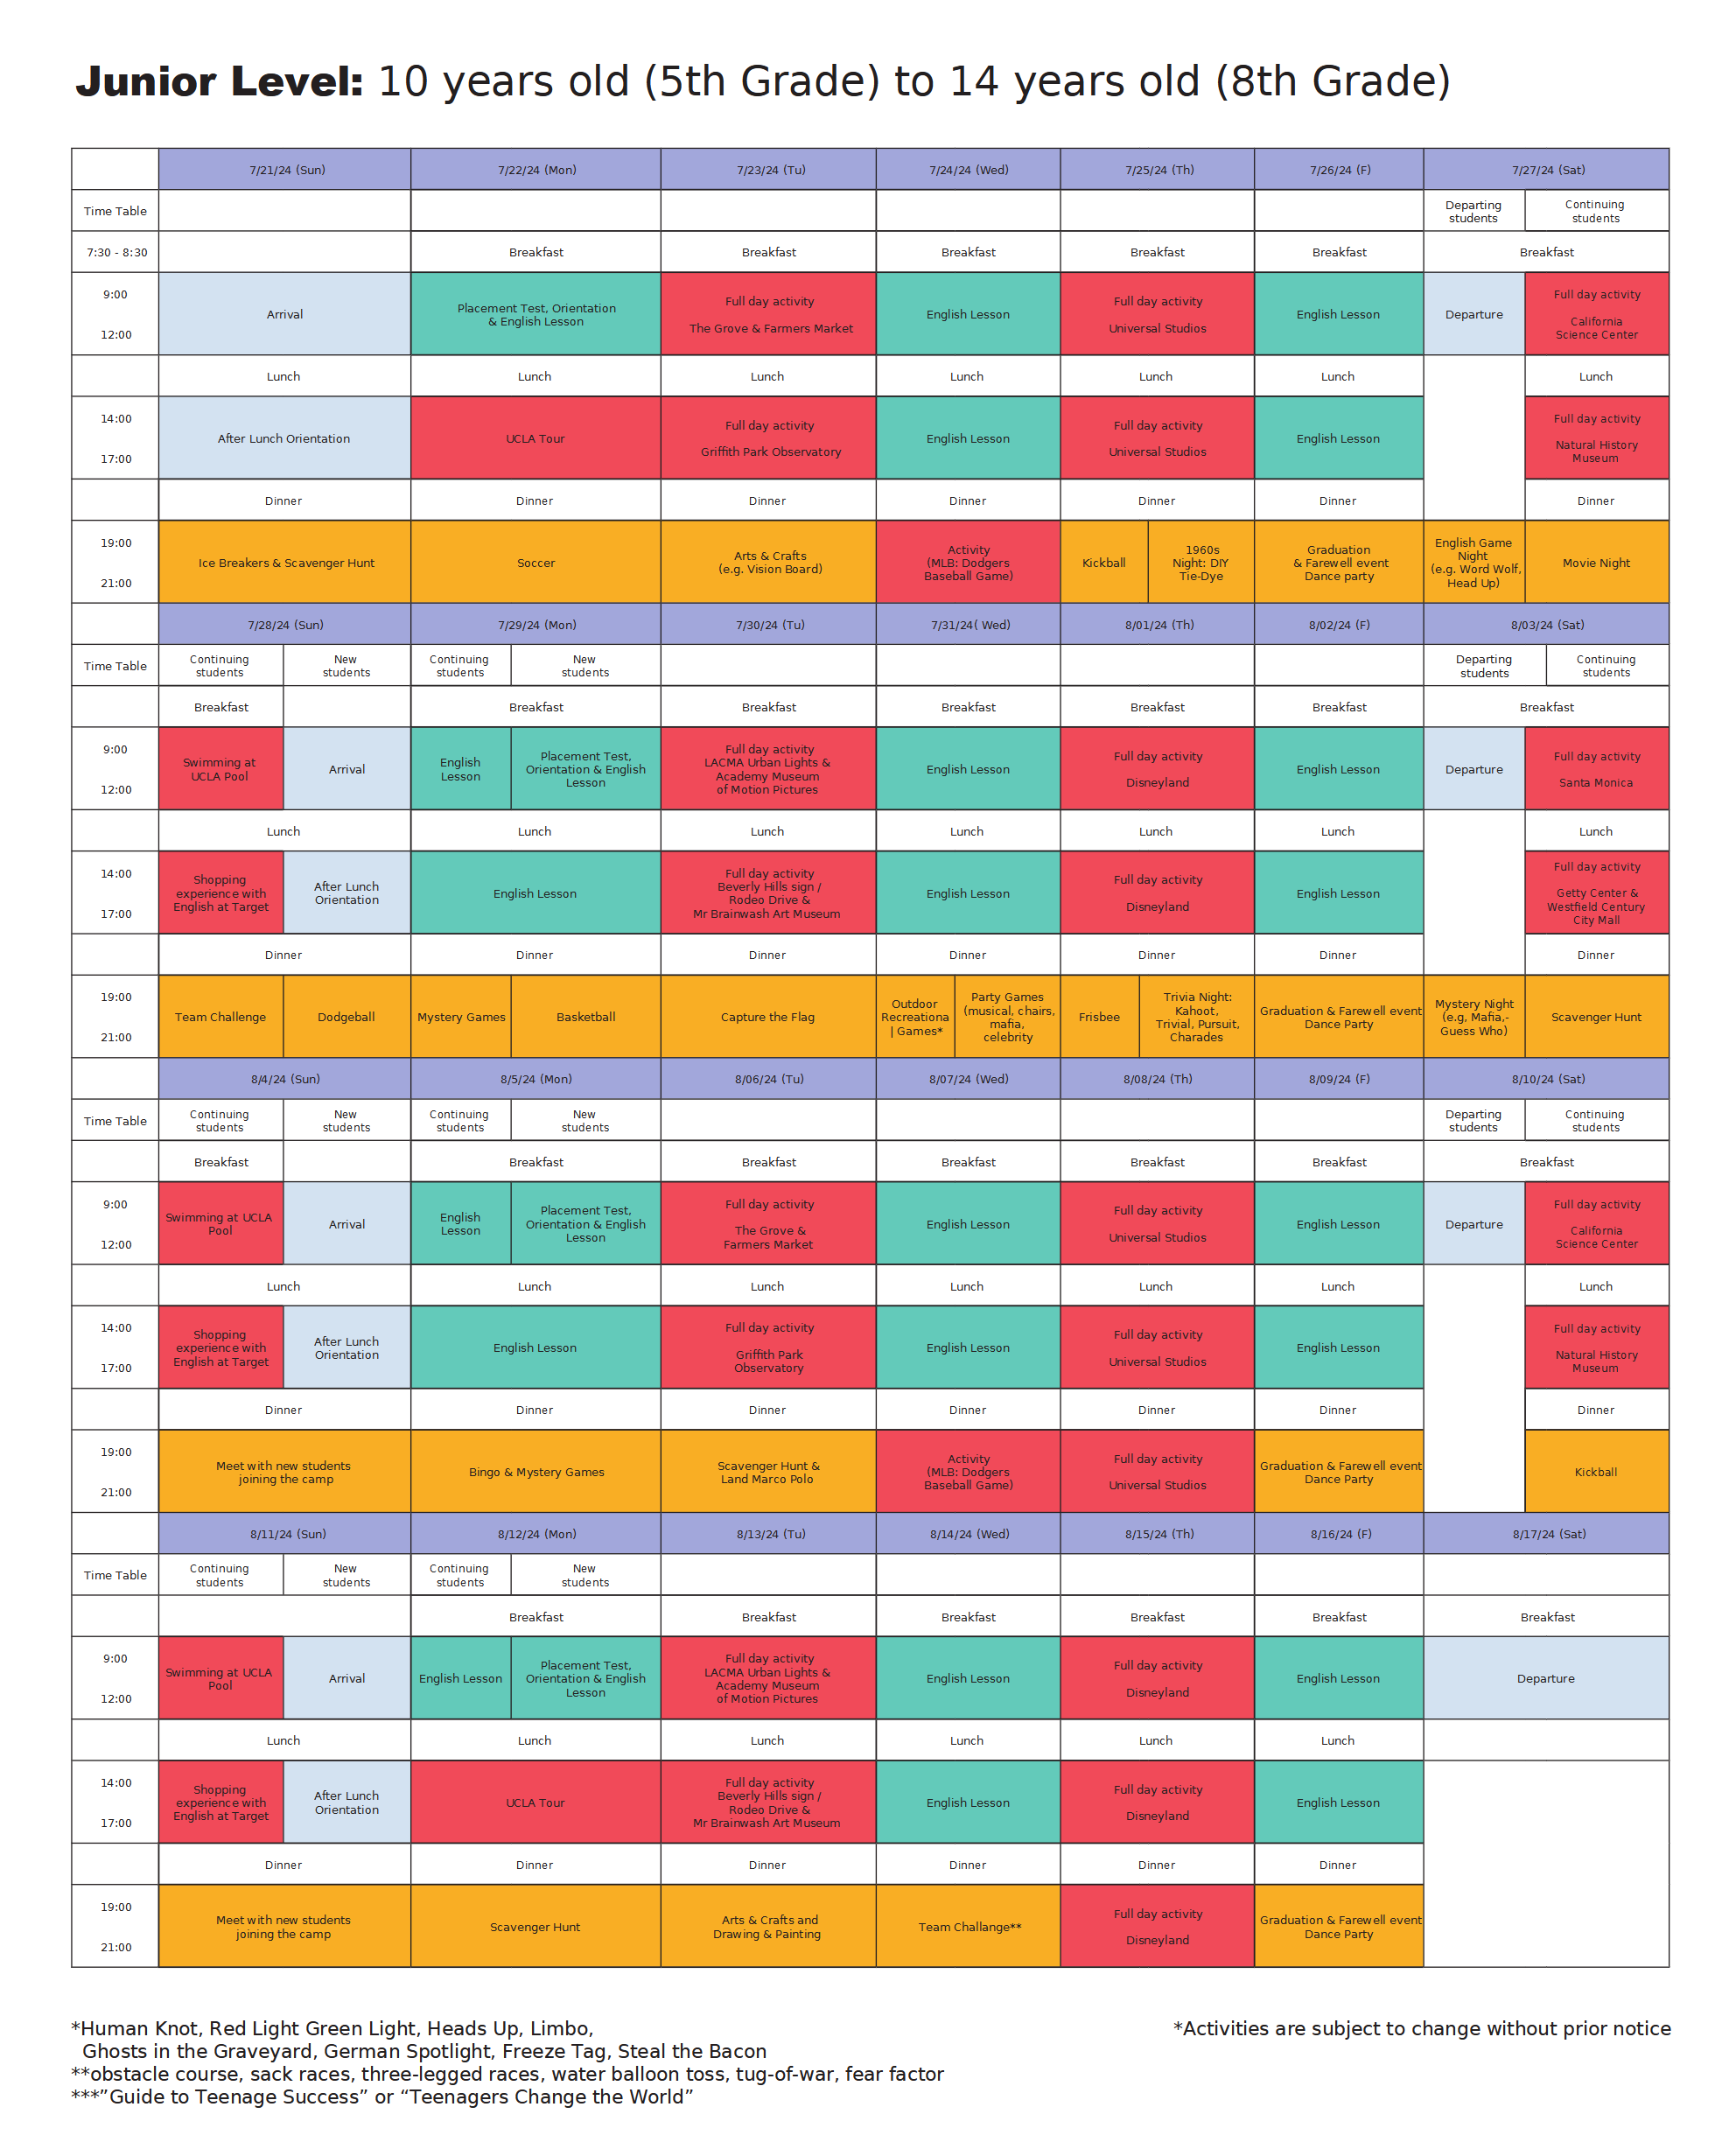 Junior Level: 10 years old (5th Grade) to 14 years old (8th Grade)
7/21/24 (Sun) 7/22/24 (Mon) 7/23/24 (Tu) 7/24/24 (Wed) 7/25/24 (Th) 7/26/24 (F) 7/27/24 (Sat)
Time Table Departing Continuing
students students
7:30 - 8:30 Breakfast Breakfast Breakfast Breakfast Breakfast Breakfast
9:00
12:00
Arrival
Placement Test, Orientation
& English Lesson
Full day activity
The Grove & Farmers Market
English Lesson
Full day activity
Universal Studios
English Lesson
Departure
Full day activity
California
Science Center
Lunch Lunch Lunch Lunch Lunch Lunch Lunch
14:00
17:00
After Lunch Orientation
UCLA Tour
Full day activity
Griffith Park Observatory
English Lesson
Full day activity
Universal Studios
English Lesson
Full day activity
Natural History
Museum
Dinner Dinner Dinner Dinner Dinner Dinner Dinner
19:00
21:00
Ice Breakers & Scavenger Hunt
Soccer
Arts & Crafts
(e.g. Vision Board)
Activity
(MLB: Dodgers
Baseball Game)
Kickball
1960s
Night: DIY
Tie-Dye
Graduation
& Farewell event
Dance party
English Game
Night
(e.g. Word Wolf,
Head Up)
Movie Night
7/28/24 (Sun) 7/29/24 (Mon) 7/30/24 (Tu) 7/31/24( Wed) 8/01/24 (Th) 8/02/24 (F) 8/03/24 (Sat)
Time Table
Continuing
students
New
students
Continuing
students
New
students
Departing
students
Continuing
students
Breakfast Breakfast Breakfast Breakfast Breakfast Breakfast Breakfast
9:00
12:00
Swimming at
UCLA Pool
Arrival
English
Lesson
Placement Test,
Orientation & English
Lesson
Full day activity
LACMA Urban Lights &
Academy Museum
of Motion Pictures
English Lesson
Full day activity
Disneyland
English Lesson
Departure
Full day activity
Santa Monica
Lunch Lunch Lunch Lunch Lunch Lunch Lunch
14:00
17:00
Shopping
experience with
English at Target
After Lunch
Orientation
English Lesson
Full day activity
Beverly Hills sign /
Rodeo Drive &
Mr Brainwash Art Museum
English Lesson
Full day activity
Disneyland
English Lesson
Full day activity
Getty Center &
Westfield Century
City Mall
Dinner Dinner Dinner Dinner Dinner Dinner Dinner
19:00
21:00
Team Challenge
Dodgeball
Mystery Games
Basketball
Capture the Flag
Outdoor
Recreationa
l Games*
Party Games
(musical, chairs,
mafia,
celebrity
Frisbee
Trivia Night:
Kahoot,
Trivial, Pursuit,
Charades
Graduation & Farewell event
Dance Party
Mystery Night
(e.g, Mafia,-
Guess Who)
Scavenger Hunt
8/4/24 (Sun) 8/5/24 (Mon) 8/06/24 (Tu) 8/07/24 (Wed) 8/08/24 (Th) 8/09/24 (F) 8/10/24 (Sat)
Time Table
Continuing
students
New
students
Continuing
students
New
students
Departing
students
Continuing
students
Breakfast Breakfast Breakfast Breakfast Breakfast Breakfast Breakfast
9:00
12:00
Swimming at UCLA
Pool
Arrival
English
Lesson
Placement Test,
Orientation & English
Lesson
Full day activity
The Grove &
Farmers Market
English Lesson
Full day activity
Universal Studios
English Lesson
Departure
Full day activity
California
Science Center
Lunch Lunch Lunch Lunch Lunch Lunch Lunch
14:00
17:00
Shopping
experience with
English at Target
After Lunch
Orientation
English Lesson
Full day activity
Griffith Park
Observatory
English Lesson
Full day activity
Universal Studios
English Lesson
Full day activity
Natural History
Museum
Dinner Dinner Dinner Dinner Dinner Dinner Dinner
19:00
21:00
Meet with new students
joining the camp
Bingo & Mystery Games
Scavenger Hunt &
Land Marco Polo
Activity
(MLB: Dodgers
Baseball Game)
Full day activity
Universal Studios
Graduation & Farewell event
Dance Party
Kickball
8/11/24 (Sun) 8/12/24 (Mon) 8/13/24 (Tu) 8/14/24 (Wed) 8/15/24 (Th) 8/16/24 (F) 8/17/24 (Sat)
Time Table
Continuing
students
New
students
Continuing
students
New
students
Breakfast Breakfast Breakfast Breakfast Breakfast Breakfast
9:00
12:00
Swimming at UCLA
Pool
Arrival
English Lesson
Placement Test,
Orientation & English
Lesson
Full day activity
LACMA Urban Lights &
Academy Museum
of Motion Pictures
English Lesson
Full day activity
Disneyland
English Lesson
Departure
Lunch Lunch Lunch Lunch Lunch Lunch
14:00
17:00
Shopping
experience with
English at Target
After Lunch
Orientation
UCLA Tour
Full day activity
Beverly Hills sign /
Rodeo Drive &
Mr Brainwash Art Museum
English Lesson
Full day activity
Disneyland
English Lesson
Dinner Dinner Dinner Dinner Dinner Dinner
19:00
21:00
Meet with new students
joining the camp
Scavenger Hunt
Arts & Crafts and
Drawing & Painting
Team Challange**
Full day activity
Disneyland
Graduation & Farewell event
Dance Party
*Human Knot, Red Light Green Light, Heads Up, Limbo,
Ghosts in the Graveyard, German Spotlight, Freeze Tag, Steal the Bacon
**obstacle course, sack races, three-legged races, water balloon toss, tug-of-war, fear factor
***”Guide to Teenage Success” or “Teenagers Change the World”
*Activities are subject to change without prior notice